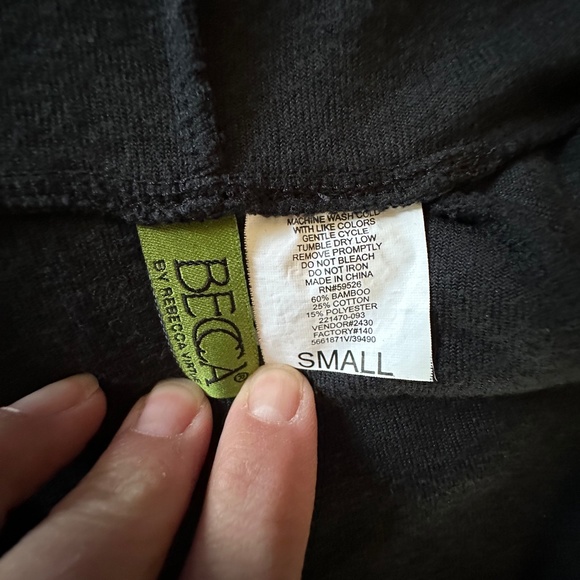 BECCA®
BY REBECCA VIRTUE
MACHINE WASH COLD
WITH LIKE COLORS
GENTLE CYCLE
TUMBLE DRY LOW
REMOVE PROMPTLY
DO NOT BLEACH
DO NOT IRON
MADE IN CHINA
RN#59526
60% BAMBOO
25% COTTON
15% POLYESTER
221470-093
VENDOR#2430
FACTORY#140
5661871V/39490
SMALL